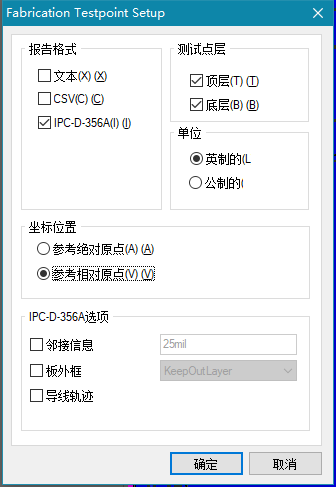 Fabrication Testpoint Setup
报告格式
文本(X) (X)
CSV(C) (C)
IPC-D-356A(I) (I)
测试点层
顶层(T) (T)
底层(B) (B)
单位
英制的(L
公制的(
坐标位置
参考绝对原点(A) (A)
参考相对原点(V) (V)
IPC-D-356A选项
邻接信息
25mil
板外框
KeepOutLayer
导线轨迹
确定
取消